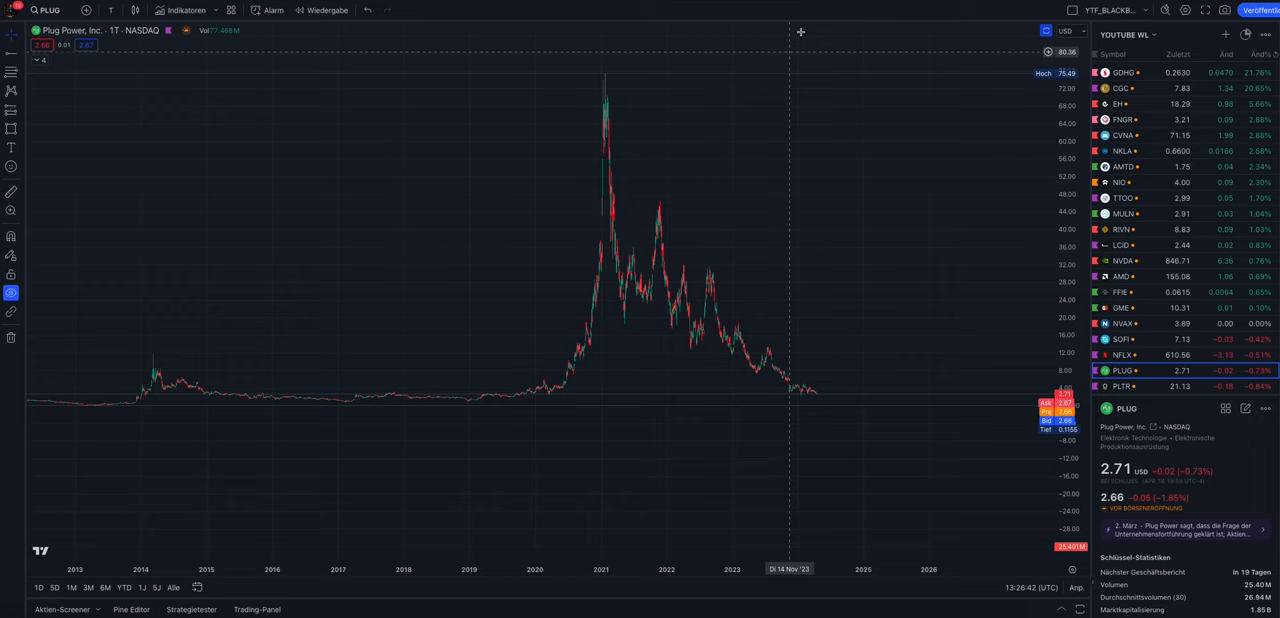 10
PLUG
T
Indikatoren
Alarm
Wiedergabe
YTF_BLACKB...
Veröffentlic
Plug Power, Inc. · 1T · NASDAQ
Vol 77.468 M
2.66 0.01 2.67
4
USD
80.36
Hoch 75.49
72.00
68.00
64.00
60.00
56.00
52.00
48.00
44.00
40.00
36.00
32.00
28.00
24.00
20.00
16.00
12.00
8.00
4.00
2.71
Ask 2.67
Pre 2.66
Bid 2.66
Tief 0.1155
−8.00
−12.00
−16.00
−20.00
−24.00
−28.00
25.401M
2013 2014 2015 2016 2017 2018 2019 2020 2021 2022 2023 Di 14 Nov '23 2025 2026
1D 5D 1M 3M 6M YTD 1J 5J Alle
13:26:42 (UTC) Anp.
Aktien-Screener Pine Editor Strategietester Trading-Panel
YOUTUBE WL
Symbol Zuletzt Änd Änd%
GDHG 0.2630 0.0470 21.76%
CGC 7.83 1.34 20.65%
EH 18.29 0.98 5.66%
FNGR 3.21 0.09 2.88%
CVNA 71.15 1.99 2.88%
NKLA 0.6600 0.0166 2.58%
AMTD 1.75 0.04 2.34%
NIO 4.00 0.09 2.30%
TTOO 2.99 0.05 1.70%
MULN 2.91 0.03 1.04%
RIVN 8.83 0.09 1.03%
LCID 2.44 0.02 0.83%
NVDA 846.71 6.36 0.76%
AMD 155.08 1.06 0.69%
FFIE 0.0615 0.0004 0.65%
GME 10.31 0.01 0.10%
NVAX 3.89 0.00 0.00%
SOFI 7.13 −0.03 −0.42%
NFLX 610.56 −3.13 −0.51%
PLUG 2.71 −0.02 −0.73%
PLTR 21.13 −0.18 −0.84%
PLUG
Plug Power, Inc. • NASDAQ
Elektronik Technologie • Elektronische
Produktionsausrüstung
2.71 USD −0.02 (−0.73%)
2.66 −0.05 (−1.85%)
VOR BÖRSENERÖFFNUNG
2. März • Plug Power sagt, dass die Frage der
Unternehmensfortführung geklärt ist; Aktien...
Schlüssel-Statistiken
Nächster Geschäftsbericht In 19 Tagen
Volumen 25.40 M
Durchschnittsvolumen (30) 26.94 M
Marktkapitalisierung 1.85 B